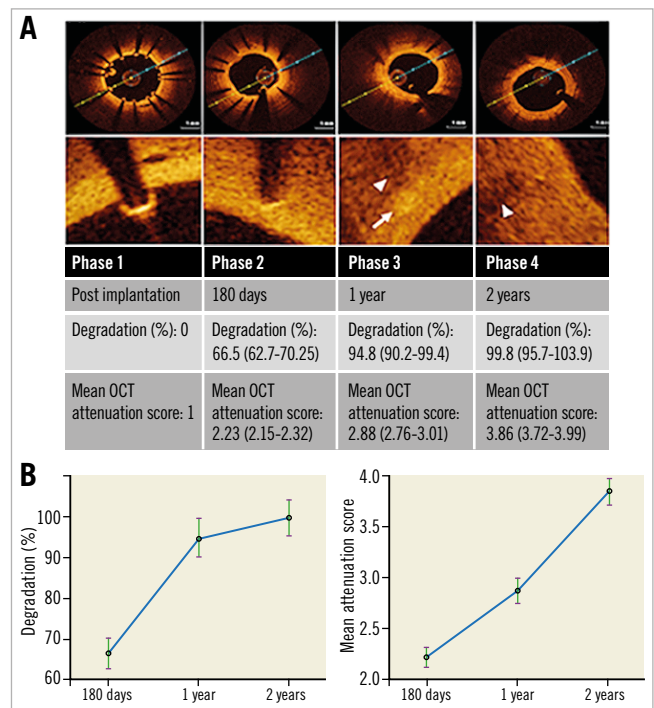 A
Phase 1
Phase 2
Phase 3
Phase 4
Post implantation
180 days
1 year
2 years
Degradation (%): 0
Degradation (%):
66.5 (62.7-70.25)
Degradation (%):
94.8 (90.2-99.4)
Degradation (%):
99.8 (95.7-103.9)
Mean OCT
attenuation score: 1
Mean OCT
attenuation score:
2.23 (2.15-2.32)
Mean OCT
attenuation score:
2.88 (2.76-3.01)
Mean OCT
attenuation score:
3.86 (3.72-3.99)
B
Degradation (%)
100
90
80
70
60
180 days
1 year
2 years
Mean attenuation score
4.0
3.5
3.0
2.5
2.0
180 days
1 year
2 years